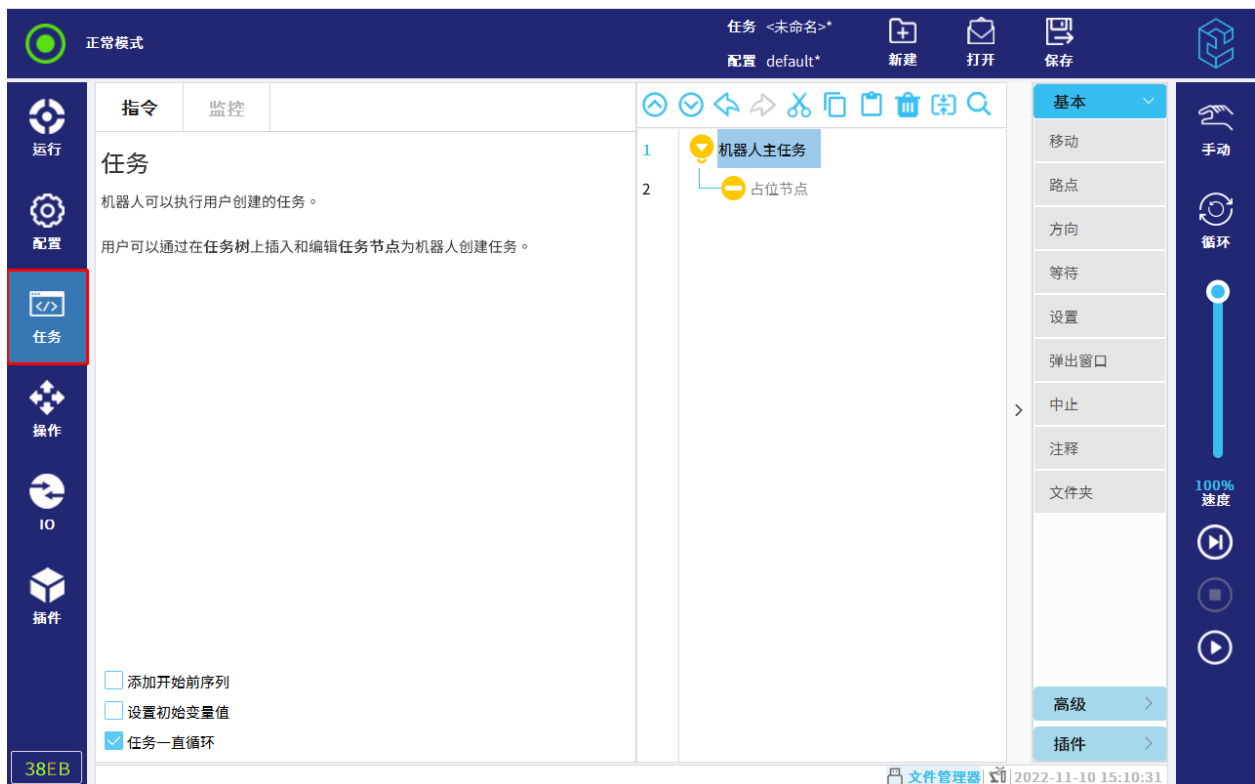 正常模式
任务 <未命名>*
配置 default*
新建
打开
保存
运行
配置
任务
操作
IO
插件
38EB
指令
监控
任务
机器人可以执行用户创建的任务。
用户可以通过在任务树上插入和编辑任务节点为机器人创建任务。
添加开始前序列
设置初始变量值
任务一直循环
1 机器人主任务
2 占位节点
基本
移动
路点
方向
等待
设置
弹出窗口
中止
注释
文件夹
高级
插件
手动
循环
100%
速度
文件管理器 2022-11-10 15:10:31